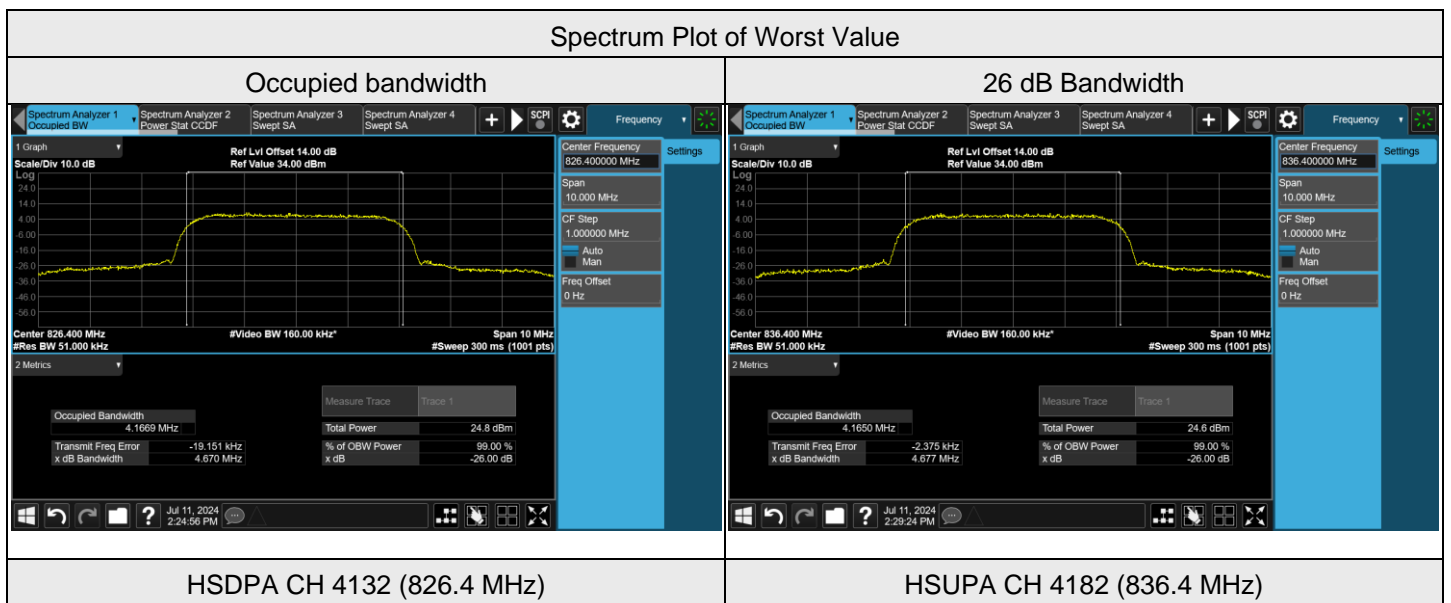 Spectrum Plot of Worst Value
Occupied bandwidth
Spectrum Analyzer 1
Occupied BW
Spectrum Analyzer 2
Power Stat CCDF
Spectrum Analyzer 3
Swept SA
Spectrum Analyzer 4
Swept SA
SCPI
Frequency
1 Graph
Scale/Div 10.0 dB
Ref Lvl Offset 14.00 dB
Ref Value 34.00 dBm
Log
24.0
14.0
4.00
-6.00
-16.0
-26.0
-36.0
-46.0
-56.0
Center 826.400 MHz
#Video BW 160.00 kHz*
Span 10 MHz
#Res BW 51.000 kHz
#Sweep 300 ms (1001 pts)
Center Frequency
826.400000 MHz
Settings
Span
10.000 MHz
CF Step
1.000000 MHz
Auto
Man
Freq Offset
0 Hz
2 Metrics
Measure Trace Trace 1
Occupied Bandwidth
4.1669 MHz
Total Power 24.8 dBm
Transmit Freq Error -19.151 kHz
% of OBW Power 99.00 %
x dB Bandwidth 4.670 MHz
x dB -26.00 dB
?
Jul 11, 2024
2:24:56 PM
HSDPA CH 4132 (826.4 MHz)
26 dB Bandwidth
Spectrum Analyzer 1
Occupied BW
Spectrum Analyzer 2
Power Stat CCDF
Spectrum Analyzer 3
Swept SA
Spectrum Analyzer 4
Swept SA
SCPI
Frequency
1 Graph
Scale/Div 10.0 dB
Ref Lvl Offset 14.00 dB
Ref Value 34.00 dBm
Log
24.0
14.0
4.00
-6.00
-16.0
-26.0
-36.0
-46.0
-56.0
Center 836.400 MHz
#Video BW 160.00 kHz*
Span 10 MHz
#Res BW 51.000 kHz
#Sweep 300 ms (1001 pts)
Center Frequency
836.400000 MHz
Settings
Span
10.000 MHz
CF Step
1.000000 MHz
Auto
Man
Freq Offset
0 Hz
2 Metrics
Measure Trace Trace 1
Occupied Bandwidth
4.1650 MHz
Total Power 24.6 dBm
Transmit Freq Error -2.375 kHz
% of OBW Power 99.00 %
x dB Bandwidth 4.677 MHz
x dB -26.00 dB
?
Jul 11, 2024
2:29:24 PM
HSUPA CH 4182 (836.4 MHz)